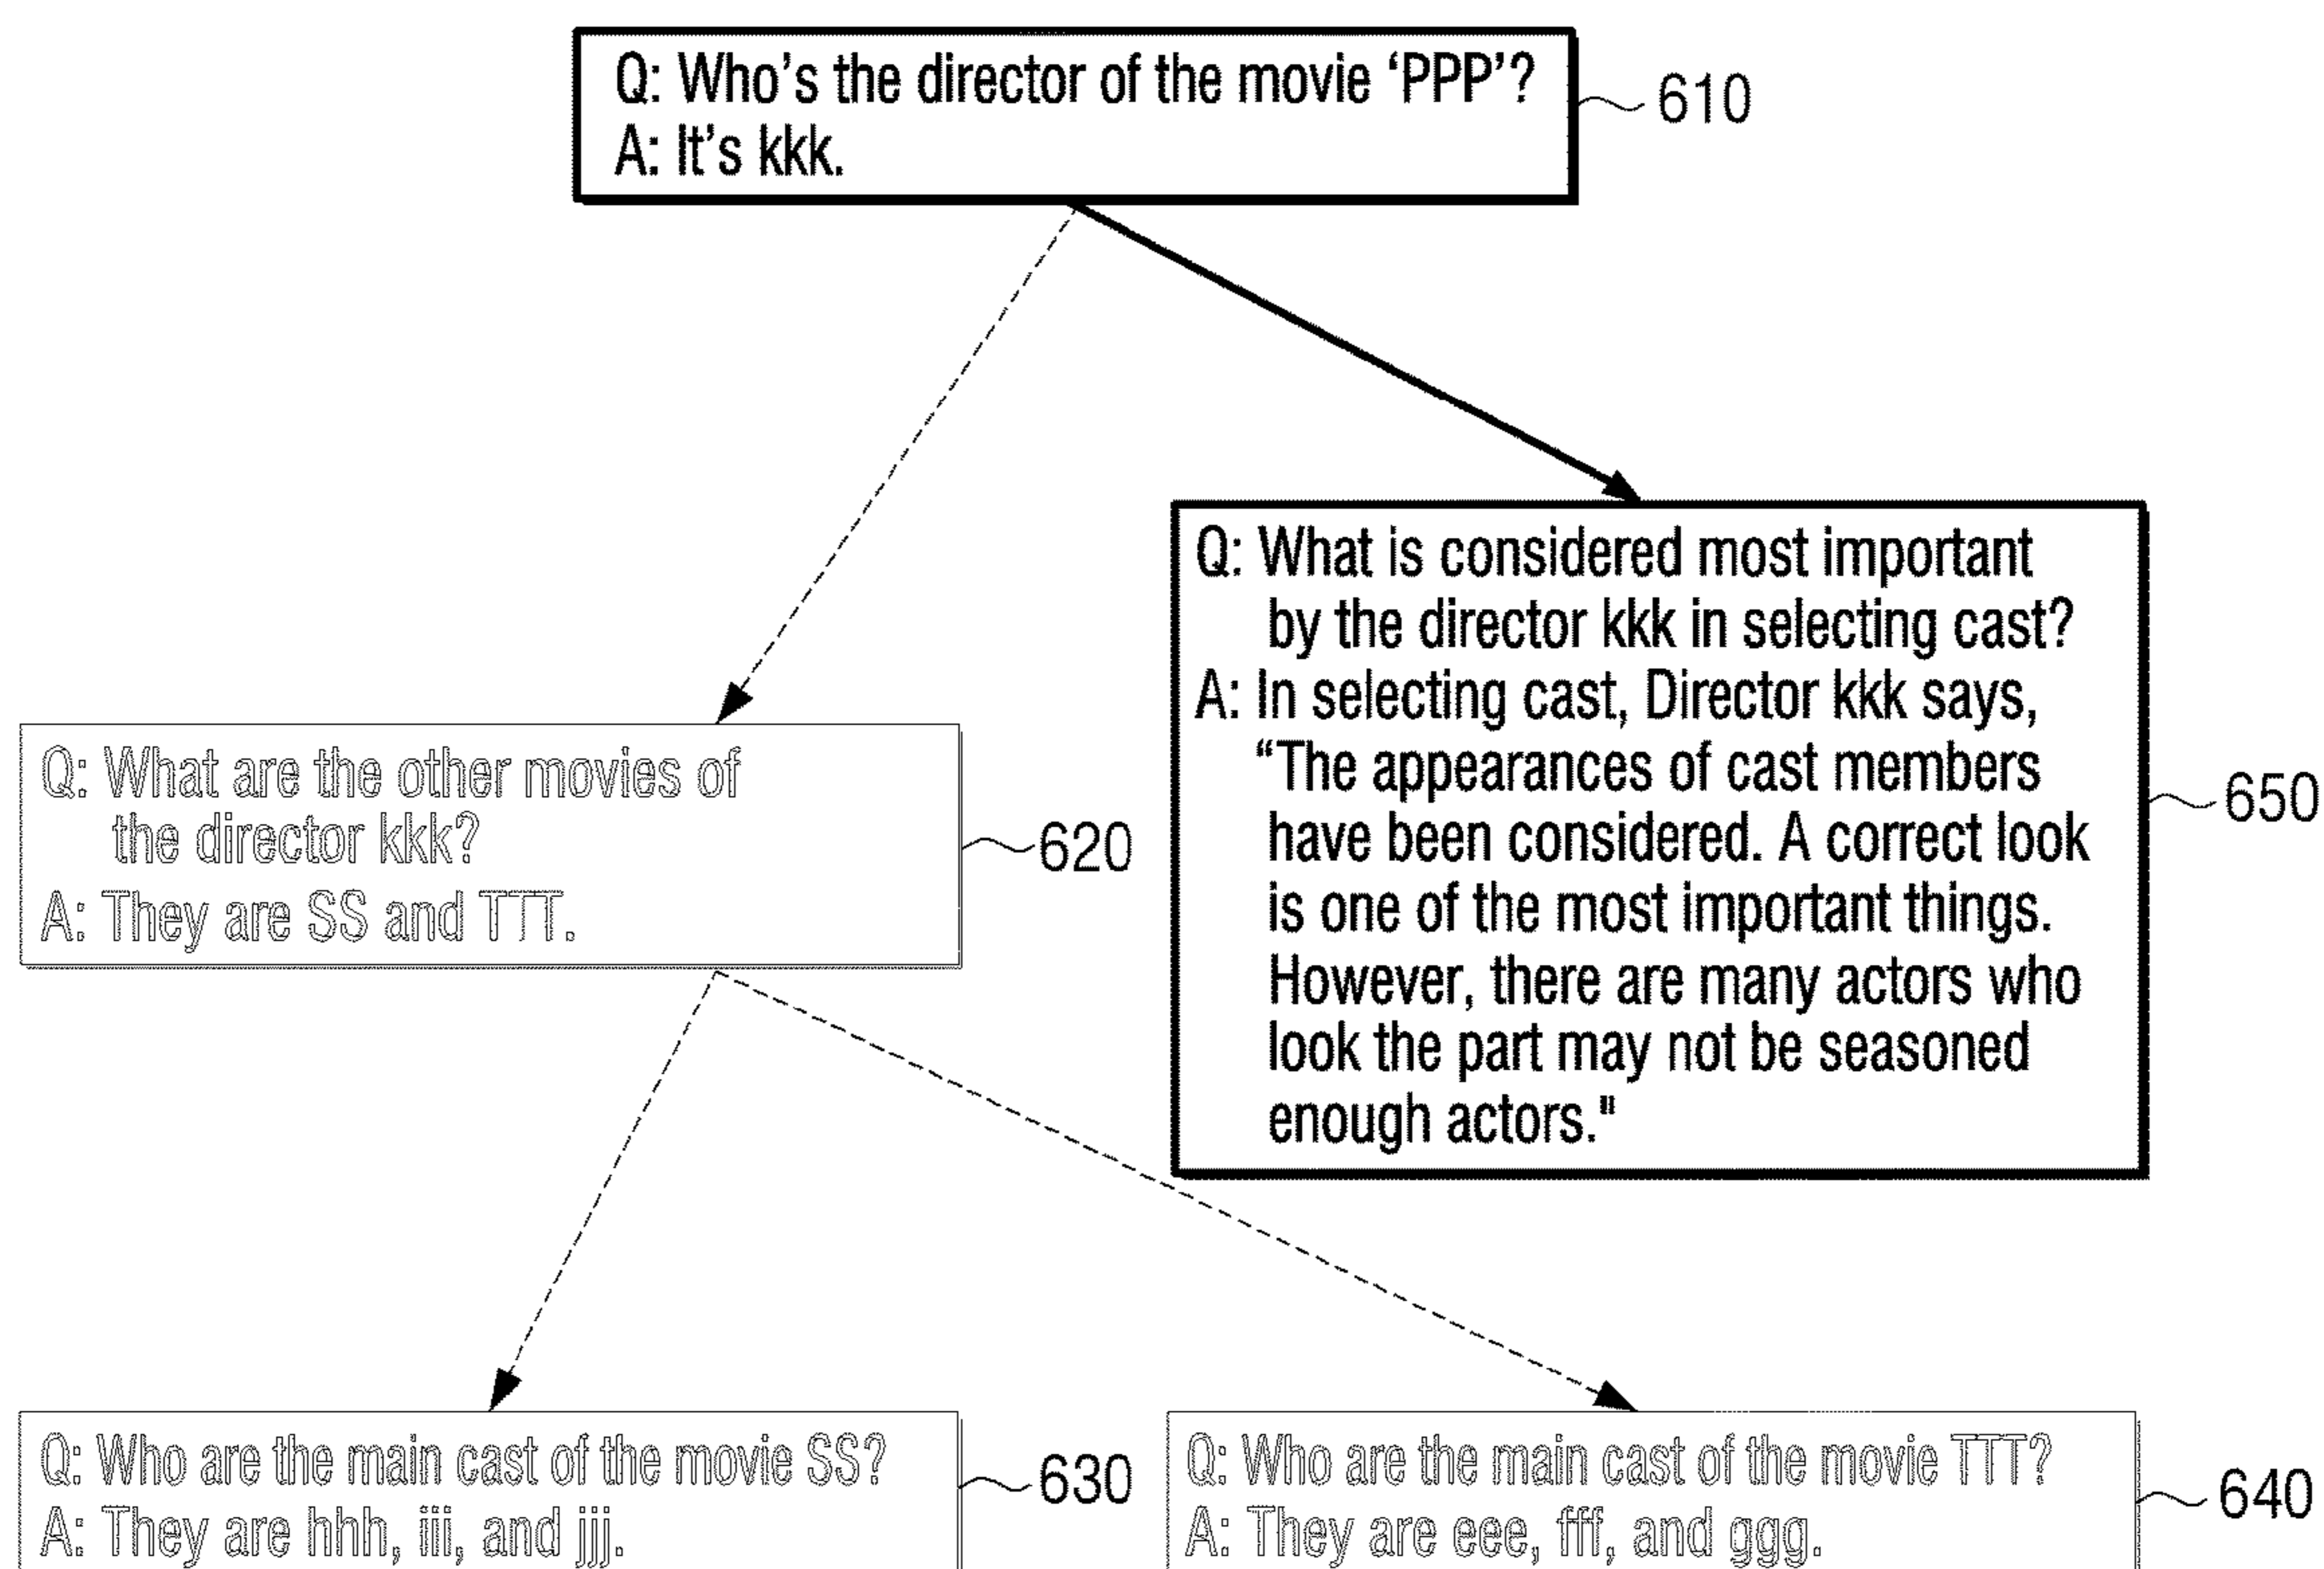 Q: Who's the director of the movie ‘PPP’?
A: It's kkk.
610
Q: What is considered most important
by the director kkk in selecting cast?
A: In selecting cast, Director kkk says,
“The appearances of cast members
have been considered. A correct look
is one of the most important things.
However, there are many actors who
look the part may not be seasoned
enough actors."
650
Q: What are the other movies of
the director kkk?
A: They are SS and TTT.
620
Q: Who are the main cast of the movie SS?
A: They are hhh, iii, and jjj.
630
Q: Who are the main cast of the movie TTT?
A: They are eee, fff, and ggg.
640